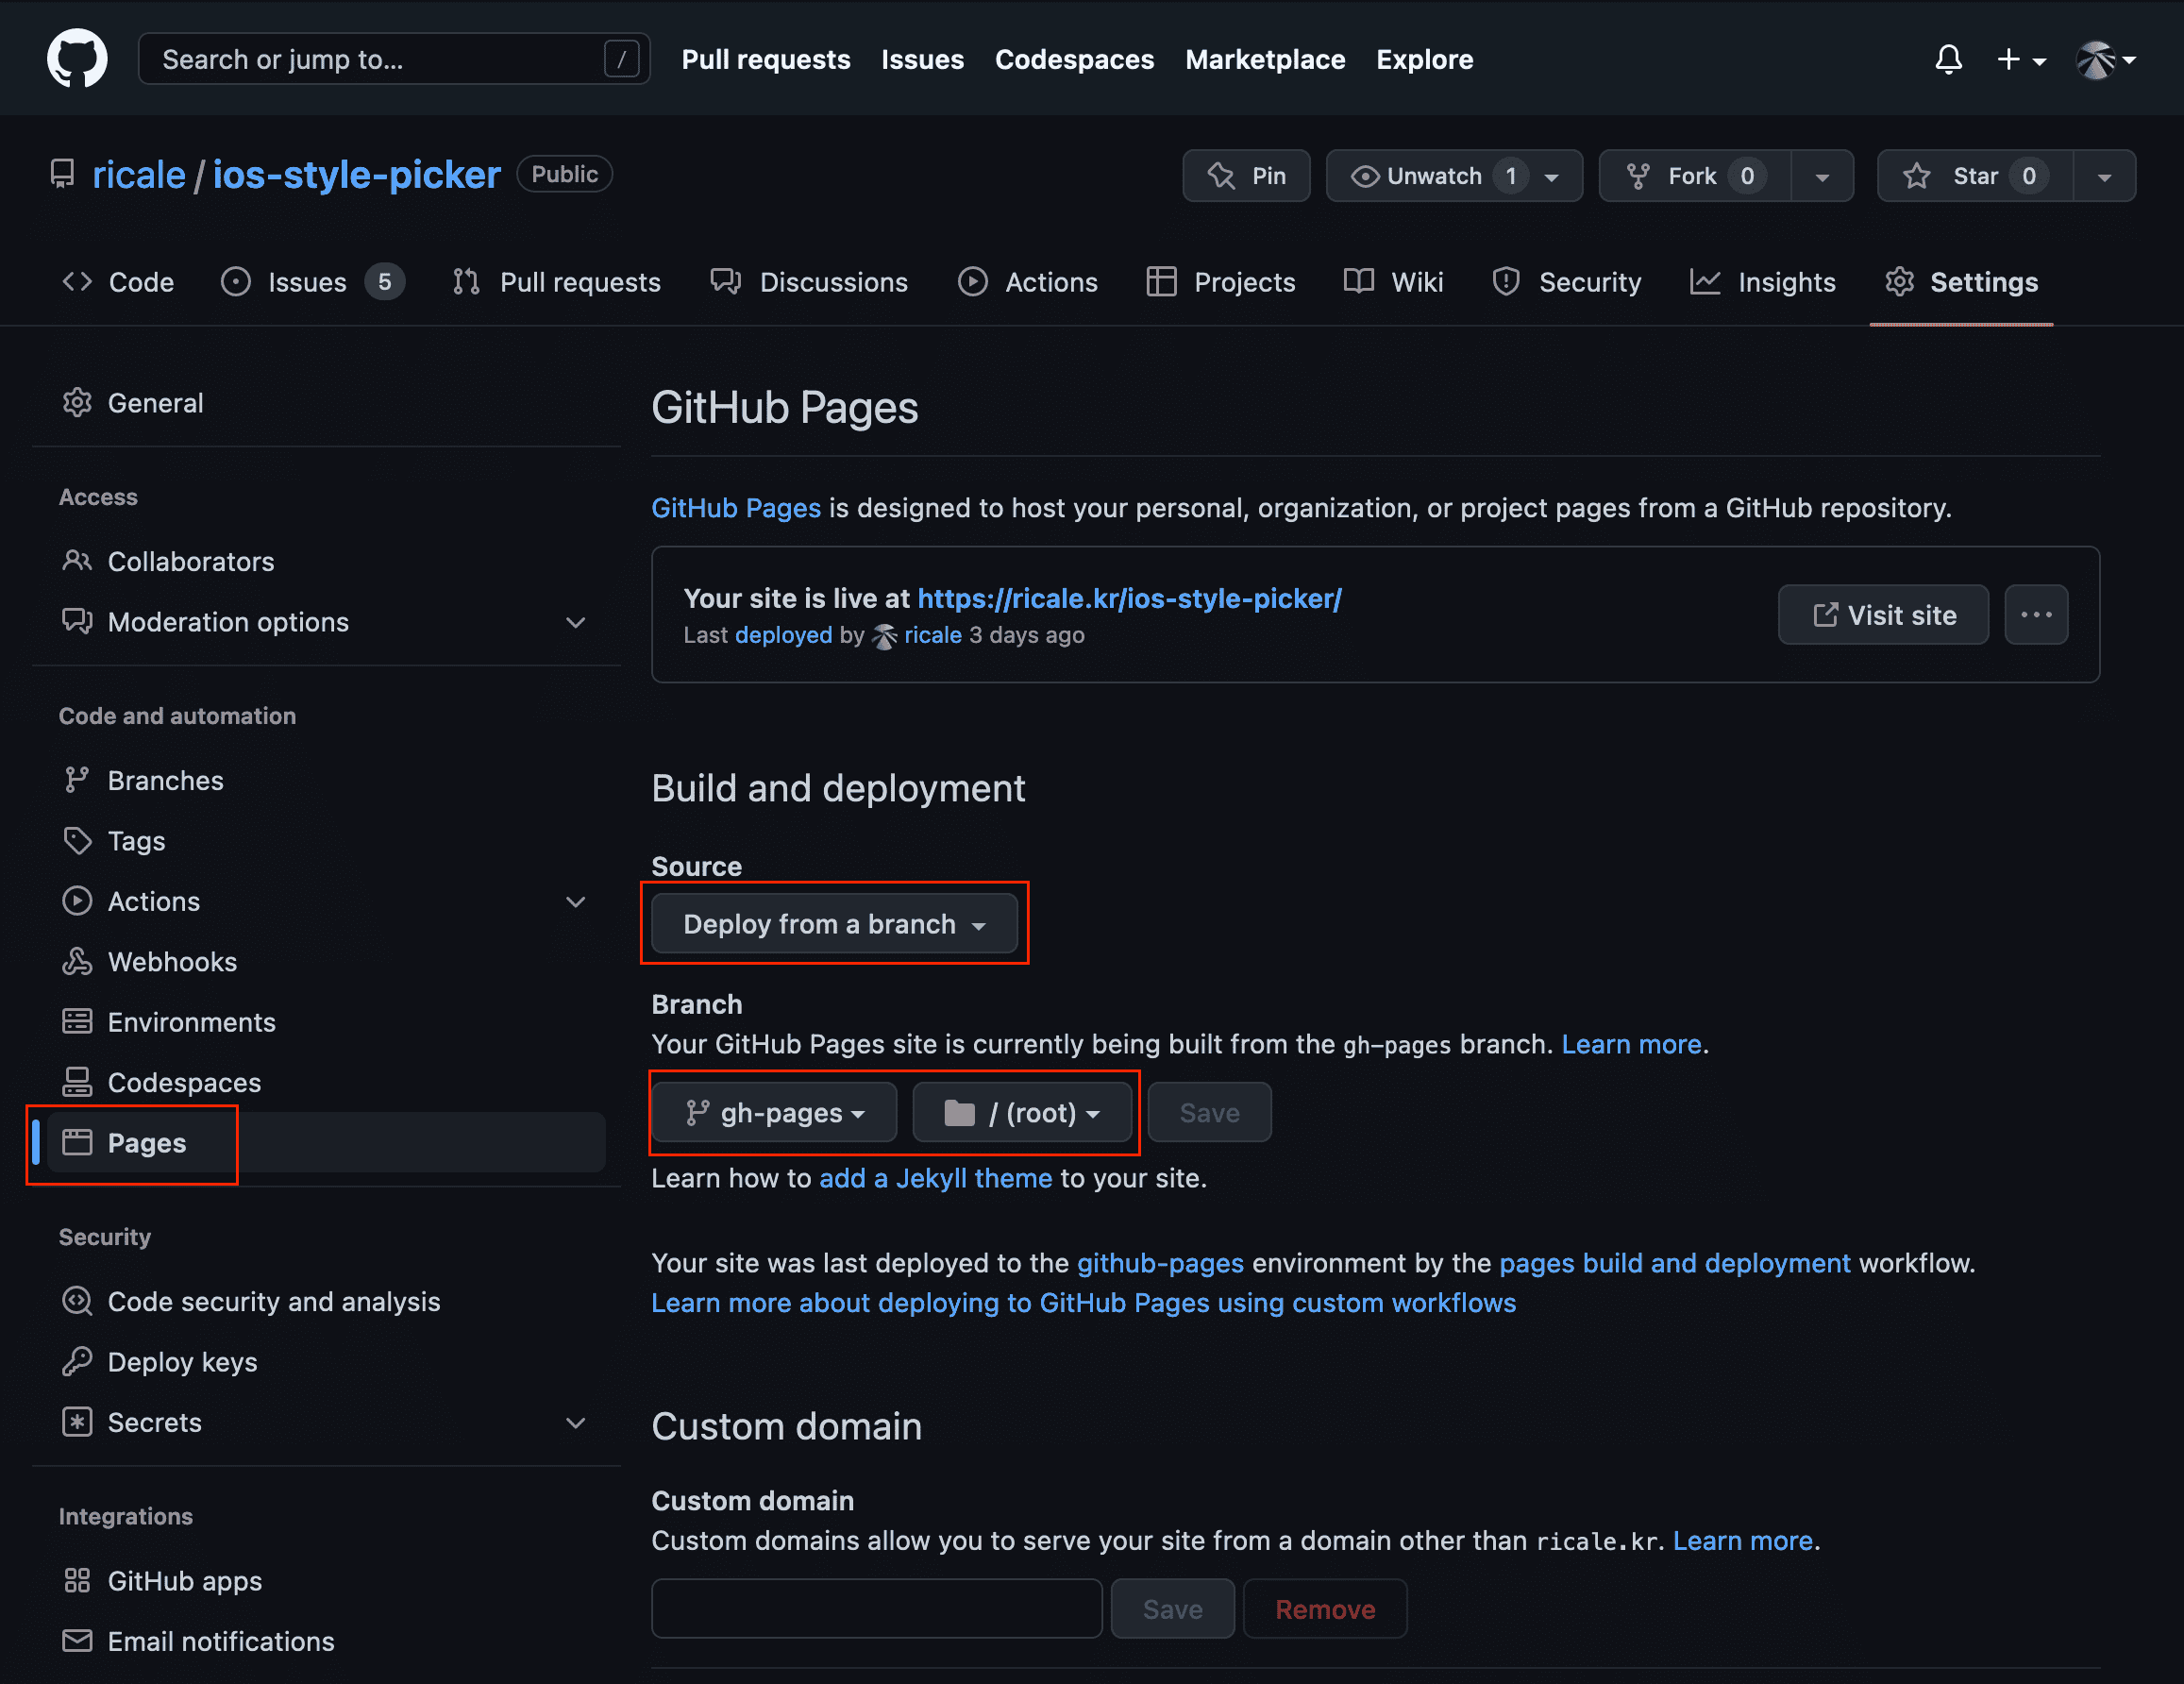 Search or jump to... /
Pull requests Issues Codespaces Marketplace Explore
ricale / ios-style-picker Public
Pin Unwatch 1 Fork 0 Star 0
Code Issues 5 Pull requests Discussions Actions Projects Wiki Security Insights Settings
General
Access
Collaborators
Moderation options
Code and automation
Branches
Tags
Actions
Webhooks
Environments
Codespaces
Pages
Security
Code security and analysis
Deploy keys
Secrets
Integrations
GitHub apps
Email notifications
GitHub Pages
GitHub Pages is designed to host your personal, organization, or project pages from a GitHub repository.
Your site is live at https://ricale.kr/ios-style-picker/
Last deployed by ricale 3 days ago
Visit site ...
Build and deployment
Source
Deploy from a branch
Branch
Your GitHub Pages site is currently being built from the gh-pages branch. Learn more.
gh-pages / (root) Save
Learn how to add a Jekyll theme to your site.
Your site was last deployed to the github-pages environment by the pages build and deployment workflow.
Learn more about deploying to GitHub Pages using custom workflows
Custom domain
Custom domain
Custom domains allow you to serve your site from a domain other than ricale.kr. Learn more.
Save Remove